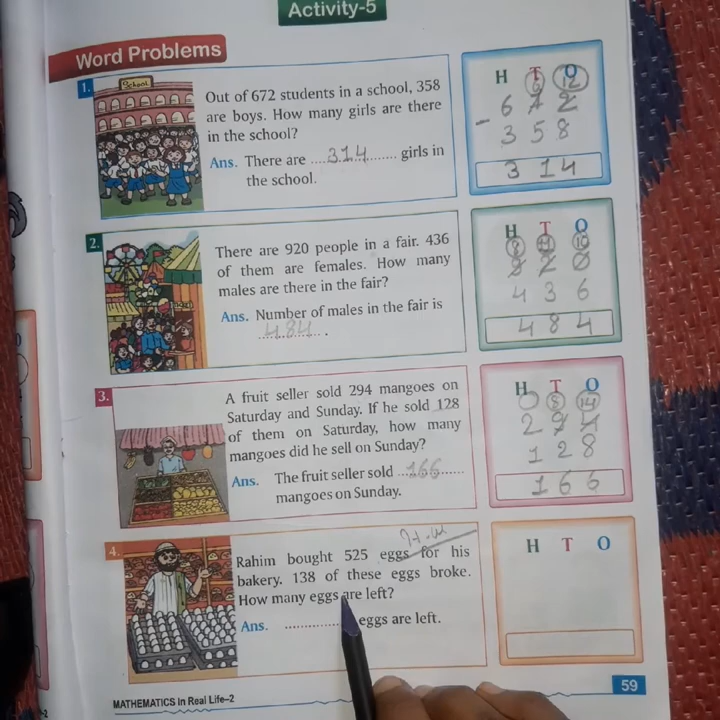 Activity-5
Word Problems
1.
School
Out of 672 students in a school, 358
are boys. How many girls are there
in the school?
Ans. There are ...314... girls in
the school.
H T O
6 12
6 7 2
- 3 5 8
3 1 4
2.
There are 920 people in a fair. 436
of them are females. How many
males are there in the fair?
Ans. Number of males in the fair is
...484... .
H T O
8 11 10
9 2 0
4 3 6
4 8 4
3.
A fruit seller sold 294 mangoes on
Saturday and Sunday. If he sold 128
of them on Saturday, how many
mangoes did he sell on Sunday?
Ans. The fruit seller sold ...166...
mangoes on Sunday.
H T O
8 14
2 9 4
1 2 8
1 6 6
4.
H.W
Rahim bought 525 eggs for his
bakery. 138 of these eggs broke.
How many eggs are left?
Ans. ............... eggs are left.
H T O
MATHEMATICS In Real Life–2
59